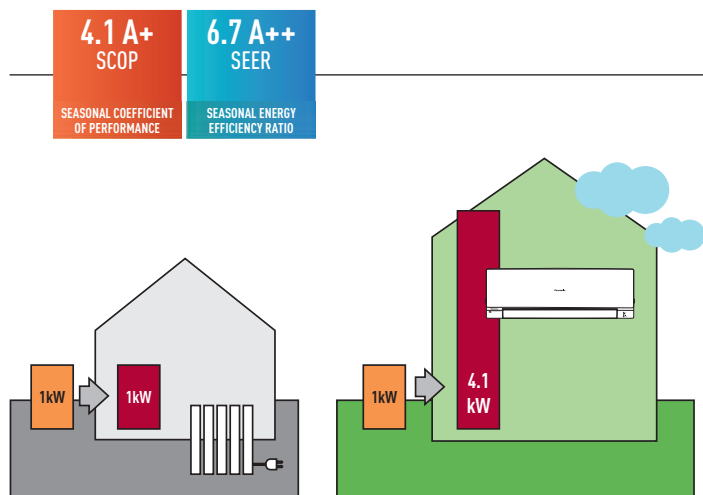 4.1 A+
SCOP
SEASONAL COEFFICIENT
OF PERFORMANCE
6.7 A++
SEER
SEASONAL ENERGY
EFFICIENCY RATIO
1kW
1kW
1kW
4.1
kW